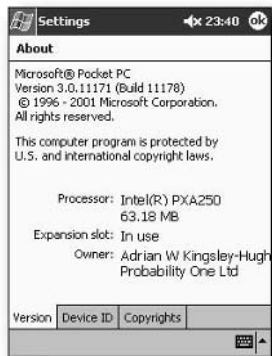 Settings 23:40 ok
About
Microsoft® Pocket PC
Version 3.0.11171 (Build 11178)
© 1996 - 2001 Microsoft Corporation.
All rights reserved.
This computer program is protected by
U.S. and international copyright laws.
Processor: Intel(R) PXA250
63.18 MB
Expansion slot: In use
Owner: Adrian W Kingsley-Hugh
Probability One Ltd
Version Device ID Copyrights